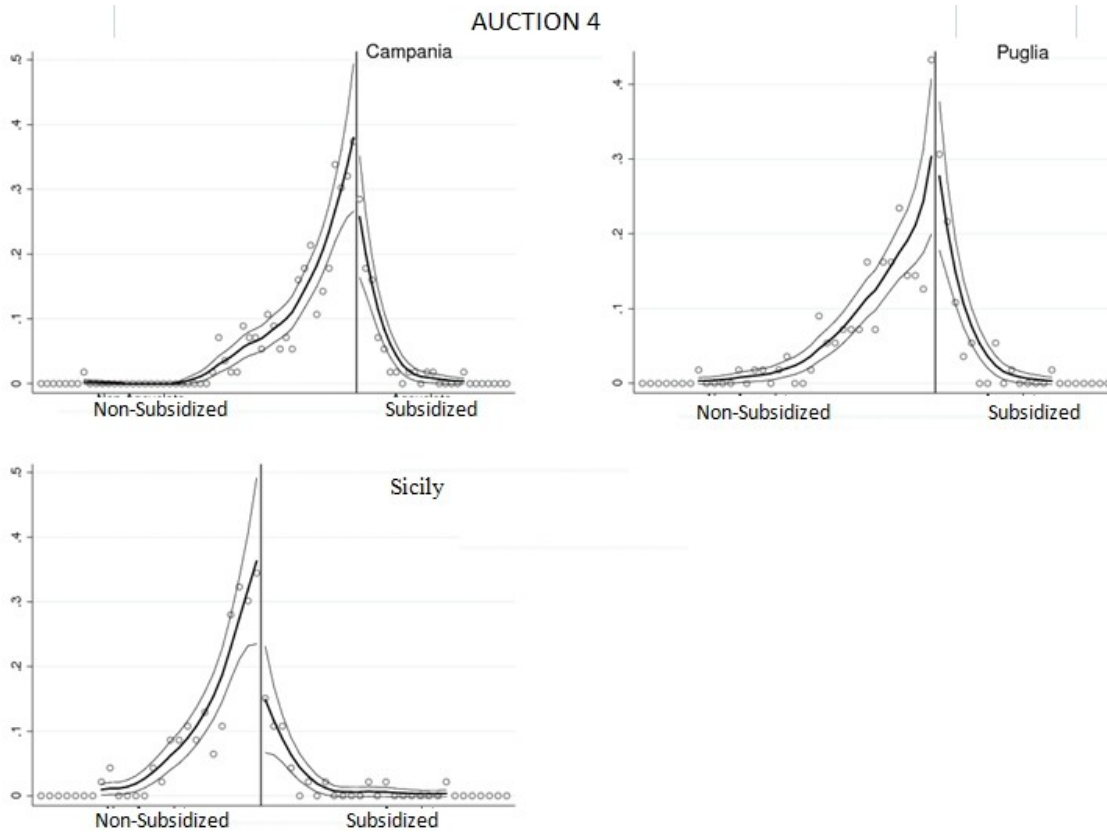 AUCTION 4
Campania
.5
.4
.3
.2
.1
0
Non-Subsidized Subsidized
Puglia
.4
.3
.2
.1
0
Non-Subsidized Subsidized
Sicily
.5
.4
.3
.2
.1
0
Non-Subsidized Subsidized